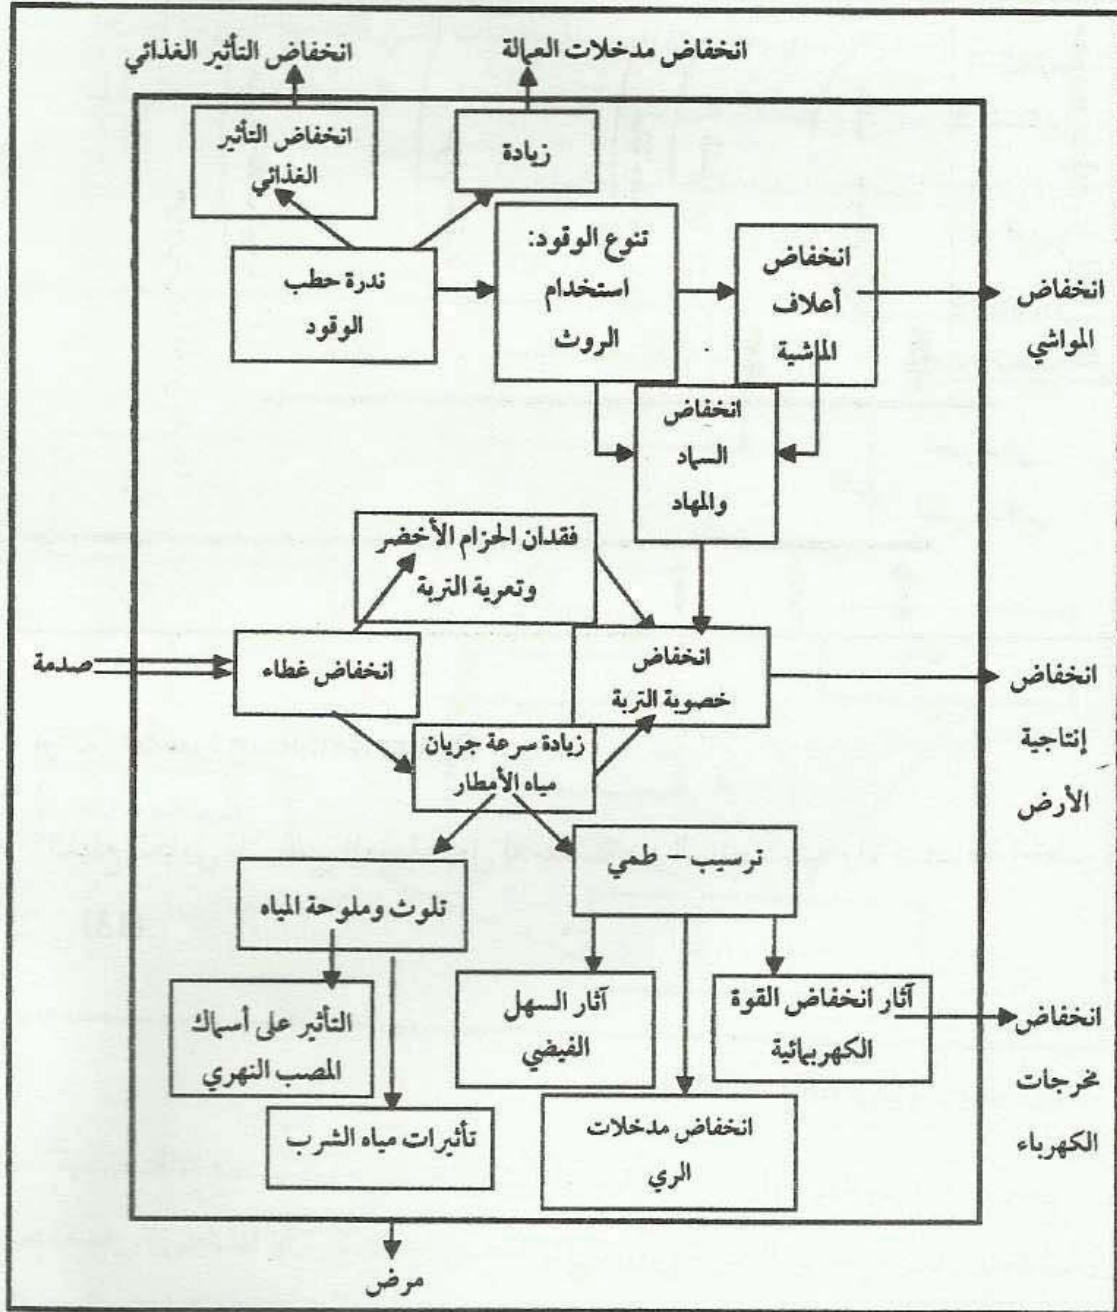 انخفاض مدخلات العمالة
انخفاض التأثير الغذائي
زيادة
انخفاض التأثير
الغذائي
انخفاض
أعلاف
الماشية
تنوع الوقود:
استخدام
الروث
ندرة حطب
الوقود
انخفاض
المواشي
انخفاض
السماد
والمهاد
فقدان الحزام الأخضر
وتعرية التربة
انخفاض
خصوبة التربة
انخفاض غطاء
صدمة
انخفاض
إنتاجية
الأرض
زيادة سرعة جريان
مياه الأمطار
ترسيب – طمي
تلوث وملوحة المياه
آثار انخفاض القوة
الكهربمائية
آثار السهل
الفيضي
التأثير على أسماك
المصب النهري
انخفاض
مخرجات
الكهرباء
انخفاض مدخلات
الري
تأثيرات مياه الشرب
مرض